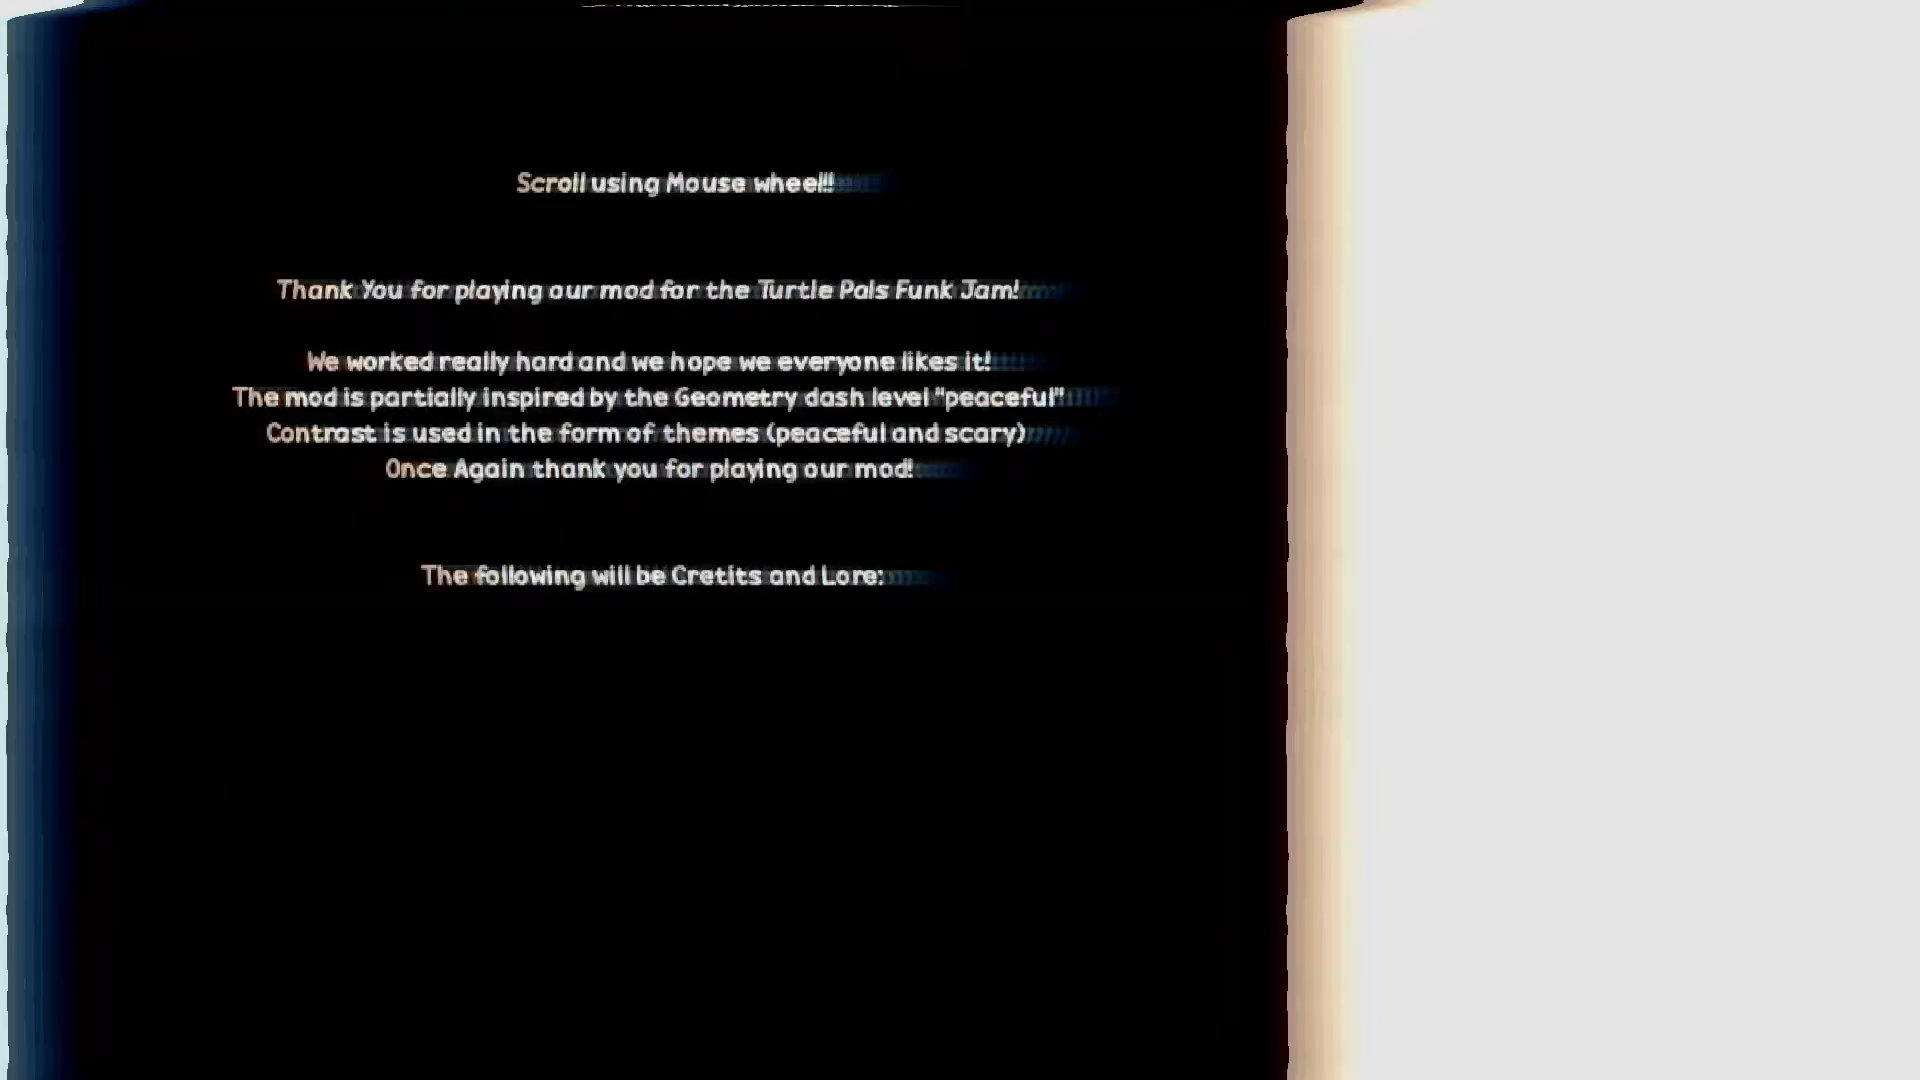 Scroll using Mouse wheel!!
Thank You for playing our mod for the Turtle Pals Funk Jam!
We worked really hard and we hope we everyone likes it!
The mod is partially inspired by the Geometry dash level "peaceful"
Contrast is used in the form of themes (peaceful and scary)
Once Again thank you for playing our mod!
The following will be Cretits and Lore: